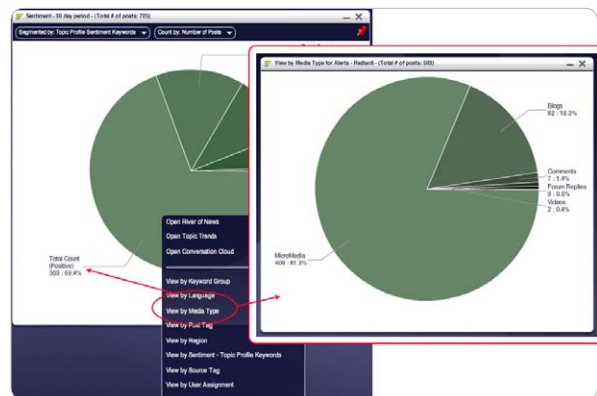 Sentiment - 30 day period - (Total # of posts: 725)
Segmented by: Topic Profile Sentiment Keywords
Count by: Number of Posts
Total Count
(Positive)
503 : 69.4%
Open River of News
Open Topic Trends
Open Conversation Cloud
View by Keyword Group
View by Language
View by Media Type
View by Post Tag
View by Region
View by Sentiment - Topic Profile Keywords
View by Source Tag
View by User Assignment
View by Media Type for Alerts - Radian6 - (Total # of posts: 503)
Blogs
82 : 16.3%
Comments
7 : 1.4%
Forum Replies
3 : 0.6%
Videos
2 : 0.4%
MicroMedia
409 : 81.3%